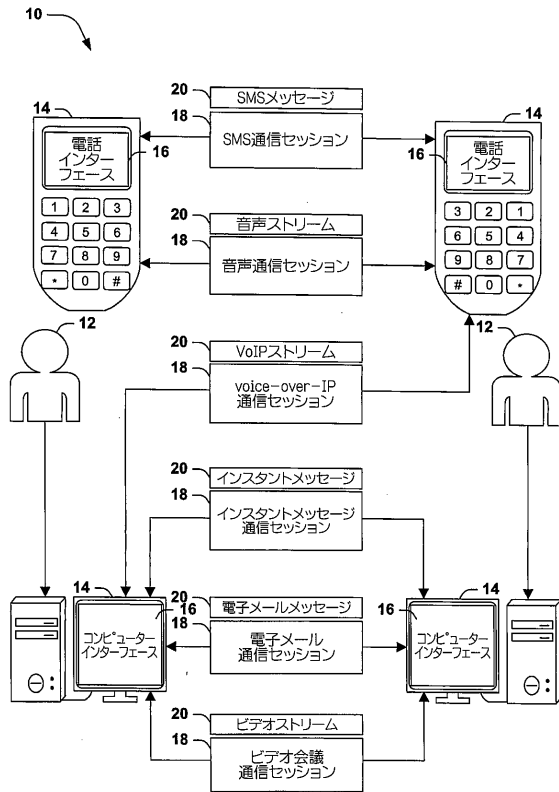 10
20 SMSメッセージ
14 18 SMS通信セッション 14
電話
インター
フェース
16
16
電話
インター
フェース
1 2 3
4 5 6
7 8 9
* 0 #
3 2 1
6 5 4
9 8 7
# 0 *
20 音声ストリーム
18 音声通信セッション
12
12
20 VoIPストリーム
18 voice-over-IP
通信セッション
20 インスタントメッセージ
18 インスタントメッセージ
通信セッション
14
16
コンピューター
インターフェース
20 電子メールメッセージ
18 電子メール
通信セッション
14
16
コンピューター
インターフェース
20 ビデオストリーム
18 ビデオ会議
通信セッション